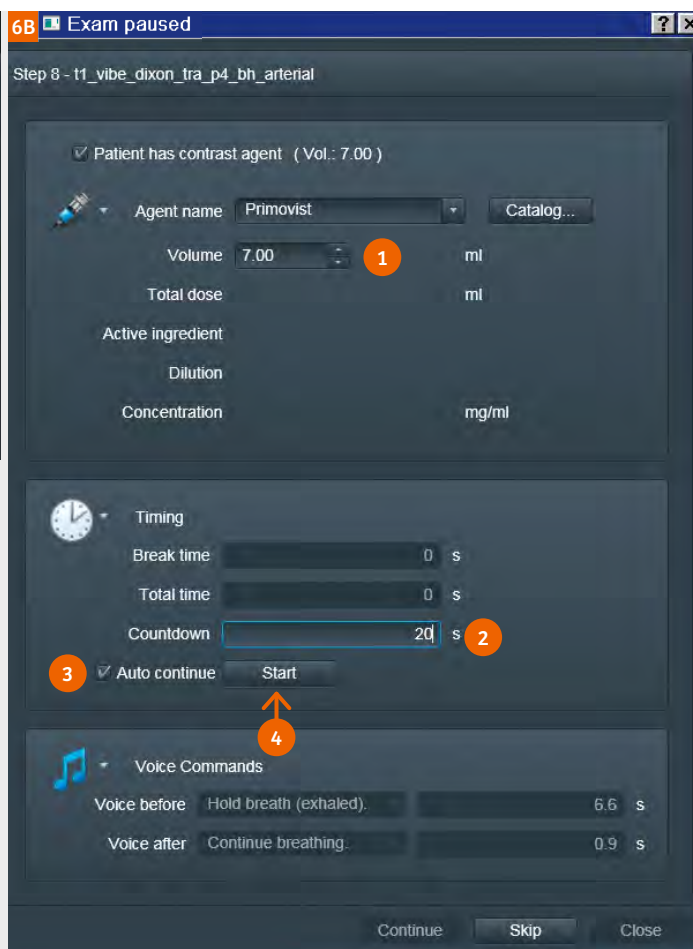 6B Exam paused ? x
Step 8 - t1_vibe_dixon_tra_p4_bh_arterial
Patient has contrast agent ( Vol.: 7.00 )
Agent name Primovist Catalog...
Volume 7.00 1 ml
Total dose ml
Active ingredient
Dilution
Concentration mg/ml
Timing
Break time 0 s
Total time 0 s
Countdown 20 s 2
3 Auto continue Start
4
Voice Commands
Voice before Hold breath (exhaled). 6.6 s
Voice after Continue breathing. 0.9 s
Continue Skip Close